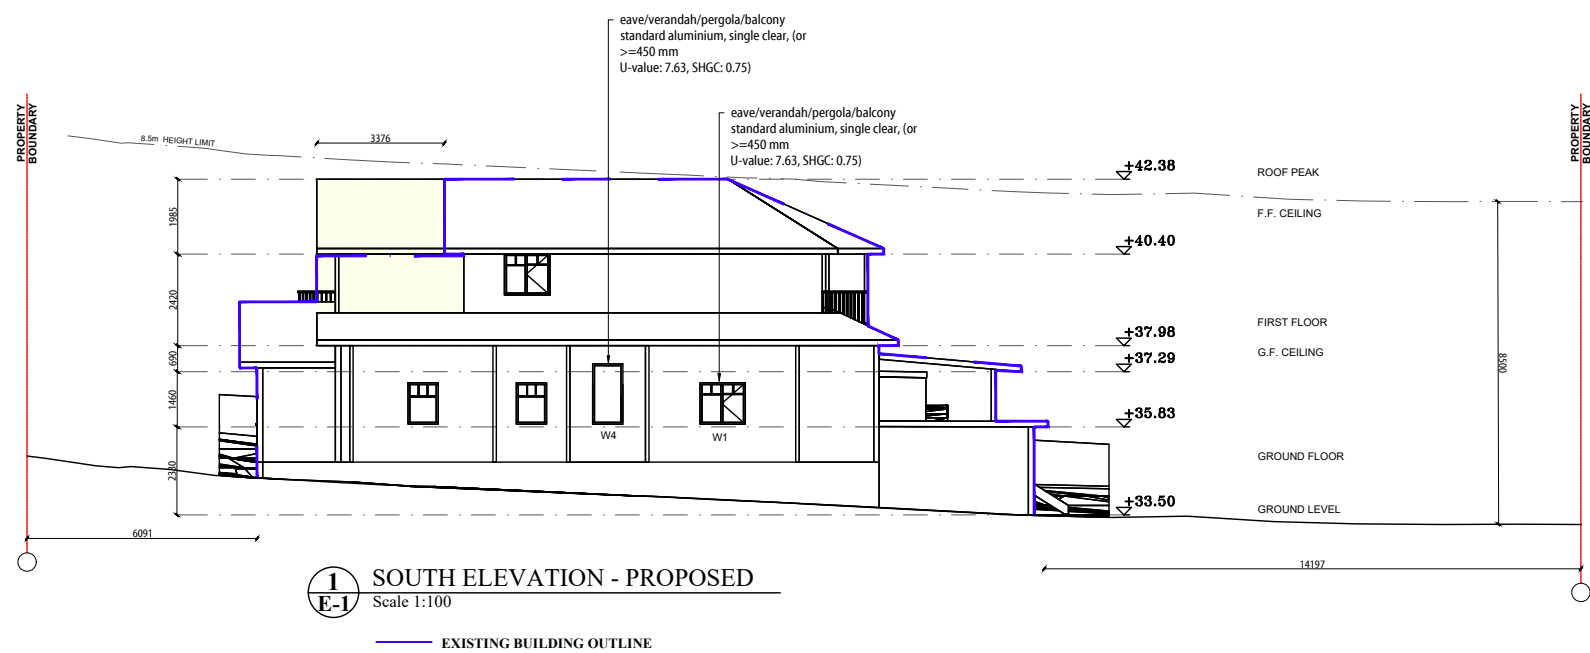 eave/verandah/pergola/balcony
standard aluminium, single clear, (or
>=450 mm
U-value: 7.63, SHGC: 0.75)
eave/verandah/pergola/balcony
standard aluminium, single clear, (or
>=450 mm
U-value: 7.63, SHGC: 0.75)
PROPERTY
BOUNDARY
PROPERTY
BOUNDARY
8.5m HEIGHT LIMIT
3376
+42.38
ROOF PEAK
1985
F.F. CEILING
+40.40
2420
FIRST FLOOR
+37.98
690
G.F. CEILING
+37.29
8500
1460
+35.83
W4
W1
GROUND FLOOR
2330
+33.50
GROUND LEVEL
6091
14197
1
E-1
SOUTH ELEVATION - PROPOSED
Scale 1:100
EXISTING BUILDING OUTLINE